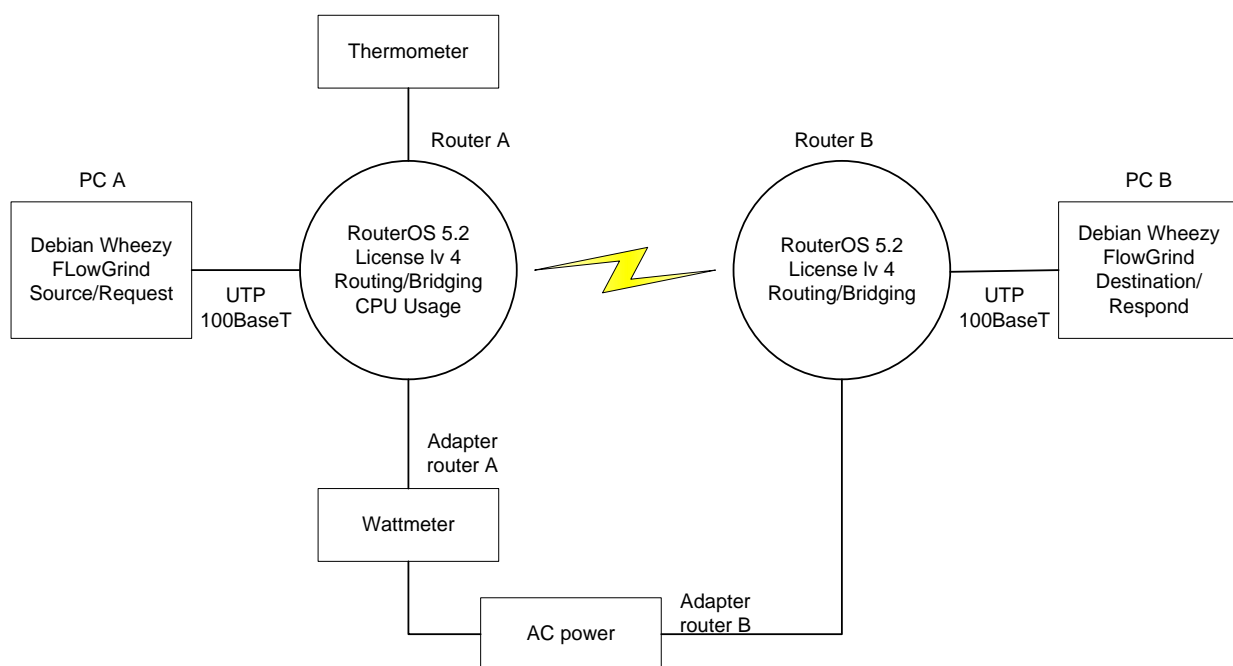 Thermometer
Router A
Router B
PC A
PC B
Debian Wheezy
FLowGrind
Source/Request
UTP
100BaseT
RouterOS 5.2
License lv 4
Routing/Bridging
CPU Usage
RouterOS 5.2
License lv 4
Routing/Bridging
UTP
100BaseT
Debian Wheezy
FlowGrind
Destination/
Respond
Adapter
router A
Wattmeter
AC power
Adapter
router B